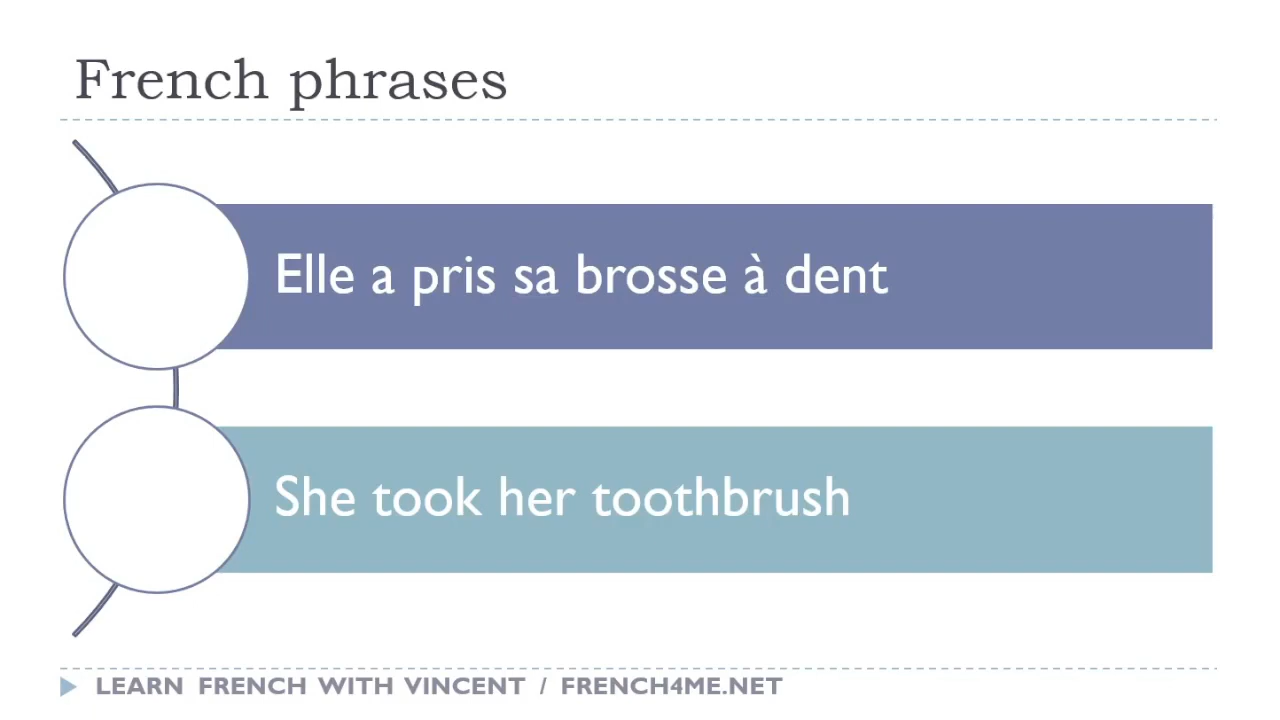 French phrases
Elle a pris sa brosse à dent
She took her toothbrush
LEARN FRENCH WITH VINCENT / FRENCH4ME.NET